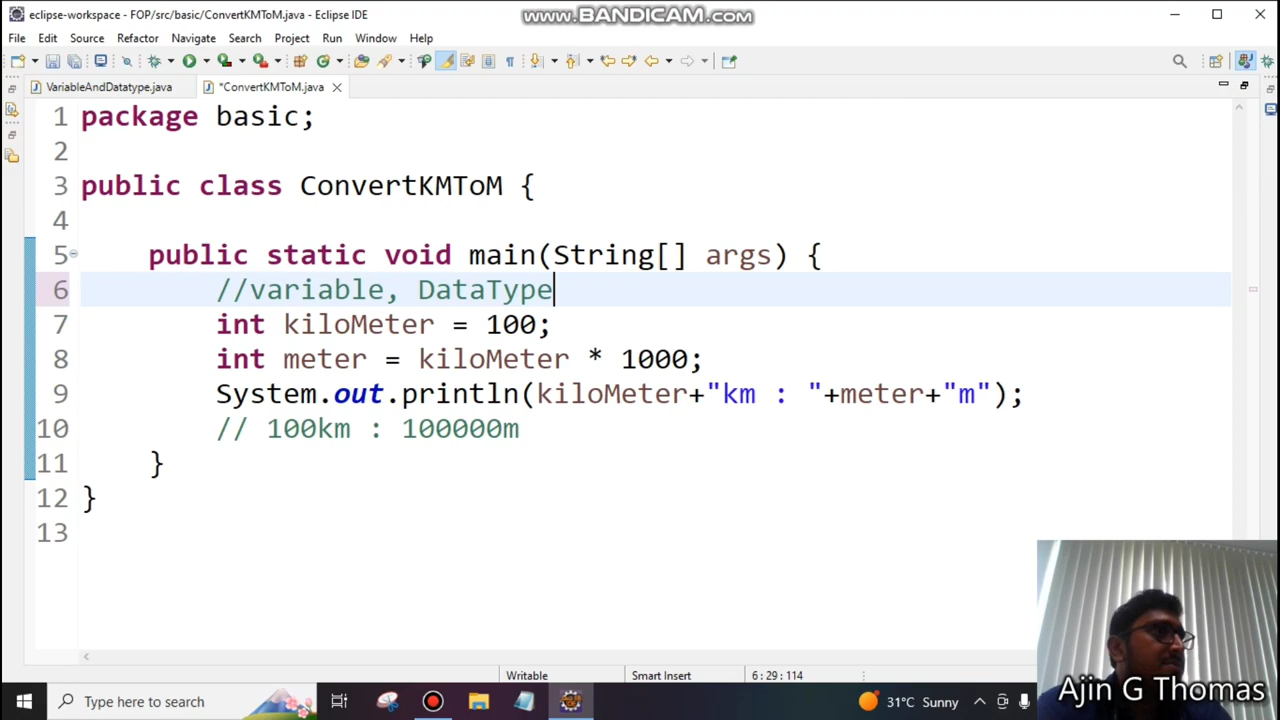 eclipse-workspace - FOP/src/basic/ConvertKMToM.java - Eclipse IDE
www.BANDICAM.com
File Edit Source Refactor Navigate Search Project Run Window Help
VariableAndDatatype.java *ConvertKMToM.java
1 package basic;
2
3 public class ConvertKMToM {
4
5 public static void main(String[] args) {
6 //variable, DataType
7 int kiloMeter = 100;
8 int meter = kiloMeter * 1000;
9 System.out.println(kiloMeter+"km : "+meter+"m");
10 // 100km : 100000m
11 }
12 }
13
Writable Smart Insert 6 : 29 : 114
Type here to search 31°C Sunny
Ajin G Thomas